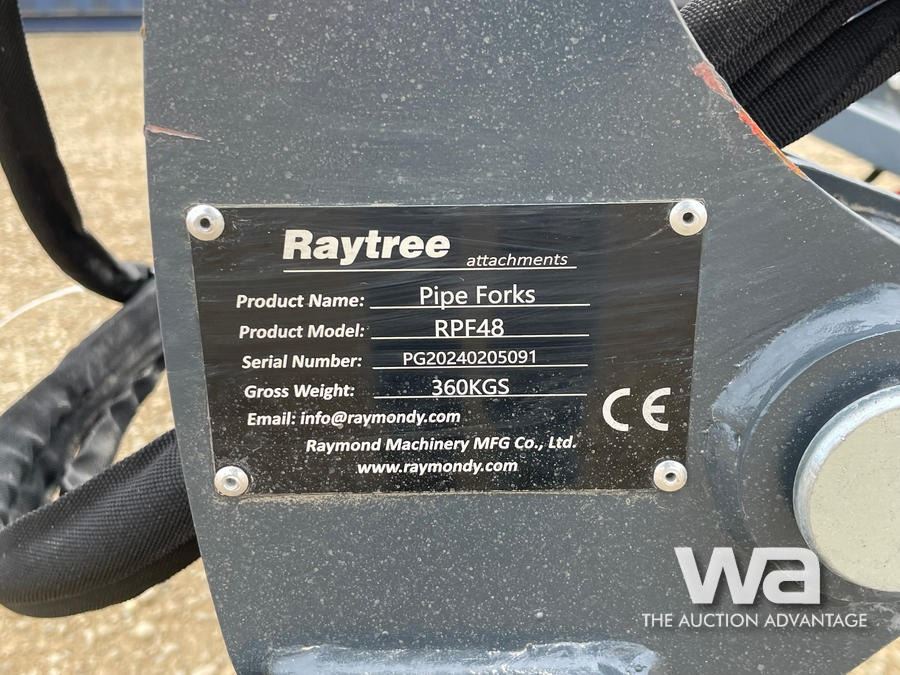 Raytree
attachments
Product Name: Pipe Forks
Product Model: RPF48
Serial Number: PG20240205091
Gross Weight: 360KGS
Email: info@raymondy.com
CE
Raymond Machinery MFG Co., Ltd.
www.raymondy.com
wa
THE AUCTION ADVANTAGE